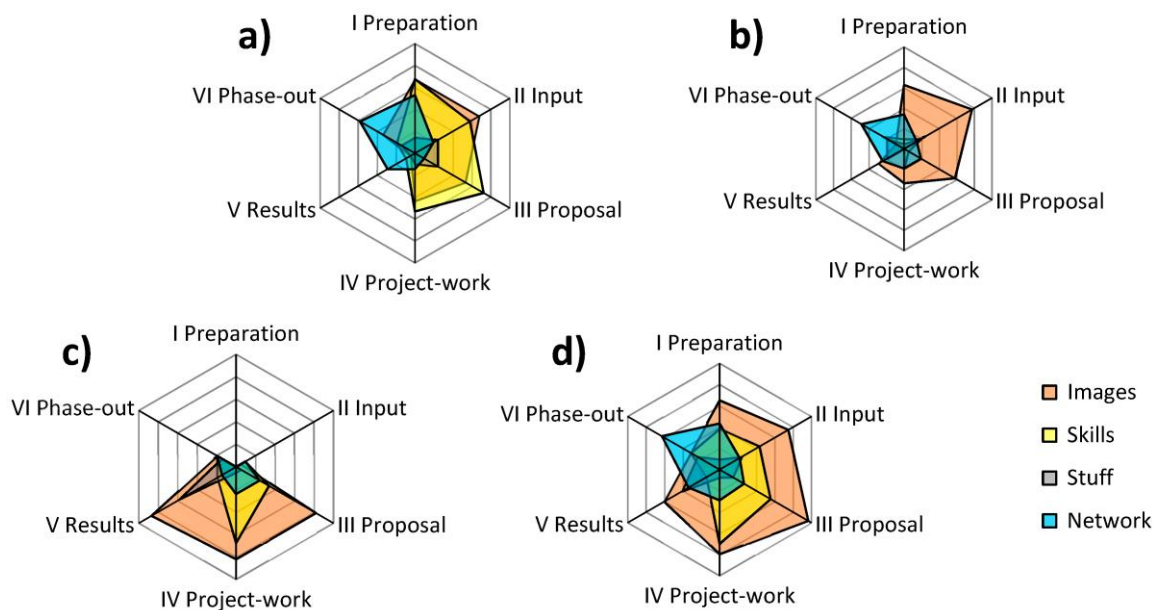 a)
I Preparation
II Input
III Proposal
IV Project-work
V Results
VI Phase-out
b)
I Preparation
II Input
III Proposal
IV Project-work
V Results
VI Phase-out
c)
I Preparation
II Input
III Proposal
IV Project-work
V Results
VI Phase-out
d)
I Preparation
II Input
III Proposal
IV Project-work
V Results
VI Phase-out
Images
Skills
Stuff
Network